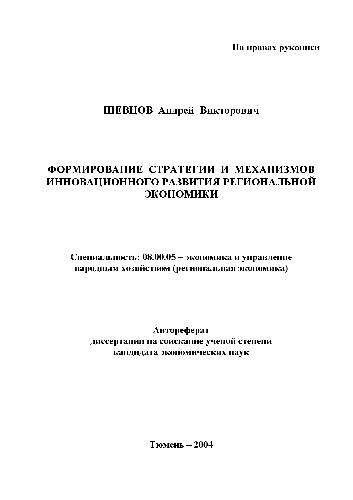 На правах рукописи
ШЕВЦОВ Андрей Викторович
ФОРМИРОВАНИЕ СТРАТЕГИИ И МЕХАНИЗМОВ
ИННОВАЦИОННОГО РАЗВИТИЯ РЕГИОНАЛЬНОЙ
ЭКОНОМИКИ
Специальность: 08.00.05 – экономика и управление
народным хозяйством (региональная экономика)
Автореферат
диссертации на соискание ученой степени
кандидата экономических наук
Тюмень – 2004